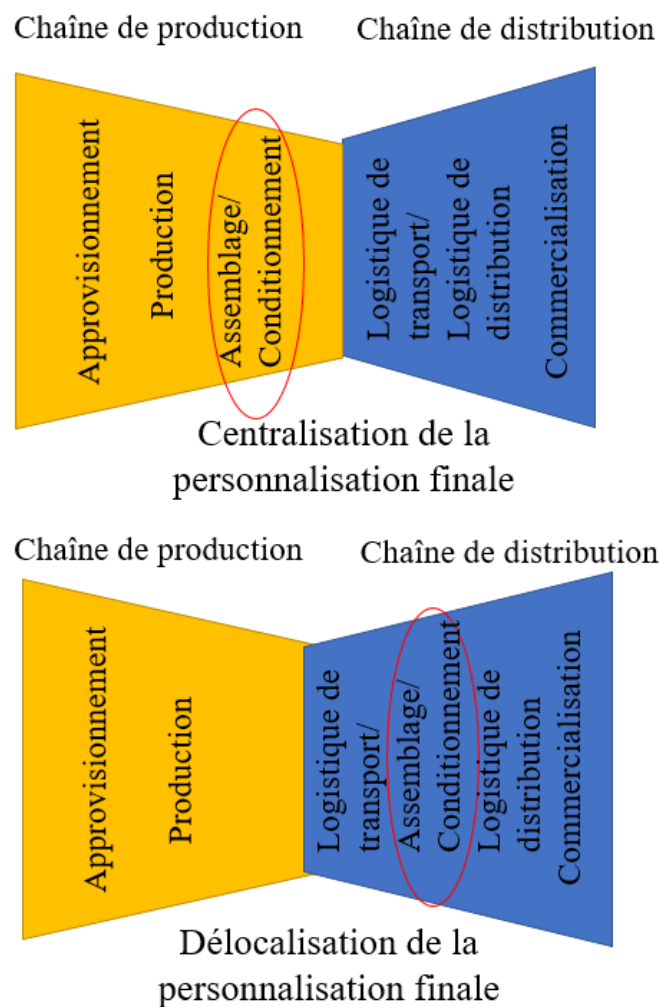 Chaîne de production
Chaîne de distribution
Approvisionnement
Production
Assemblage/
Conditionnement
Logistique de
transport/
Logistique de
distribution
Commercialisation
Centralisation de la
personnalisation finale
Chaîne de production
Chaîne de distribution
Approvisionnement
Production
Logistique de
transport/
Assemblage/
Conditionnement
Logistique de
distribution
Commercialisation
Délocalisation de la
personnalisation finale